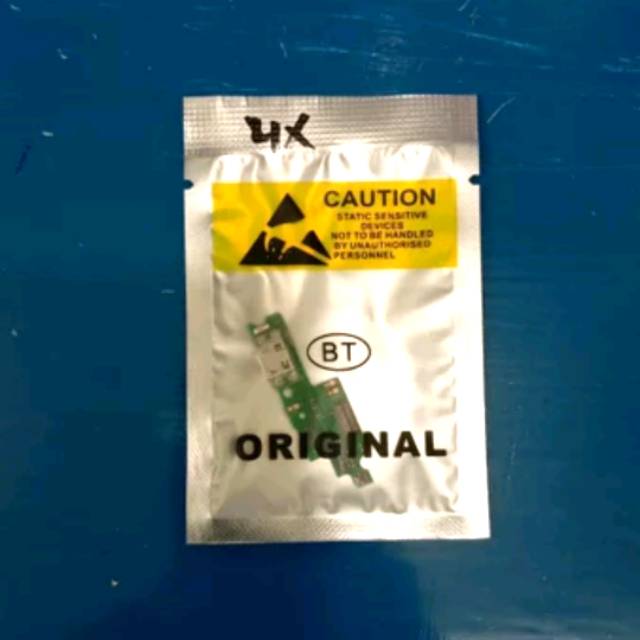 4X
CAUTION
STATIC SENSITIVE
DEVICES
NOT TO BE HANDLED
BY UNAUTHORISED
PERSONNEL
BT
ORIGINAL